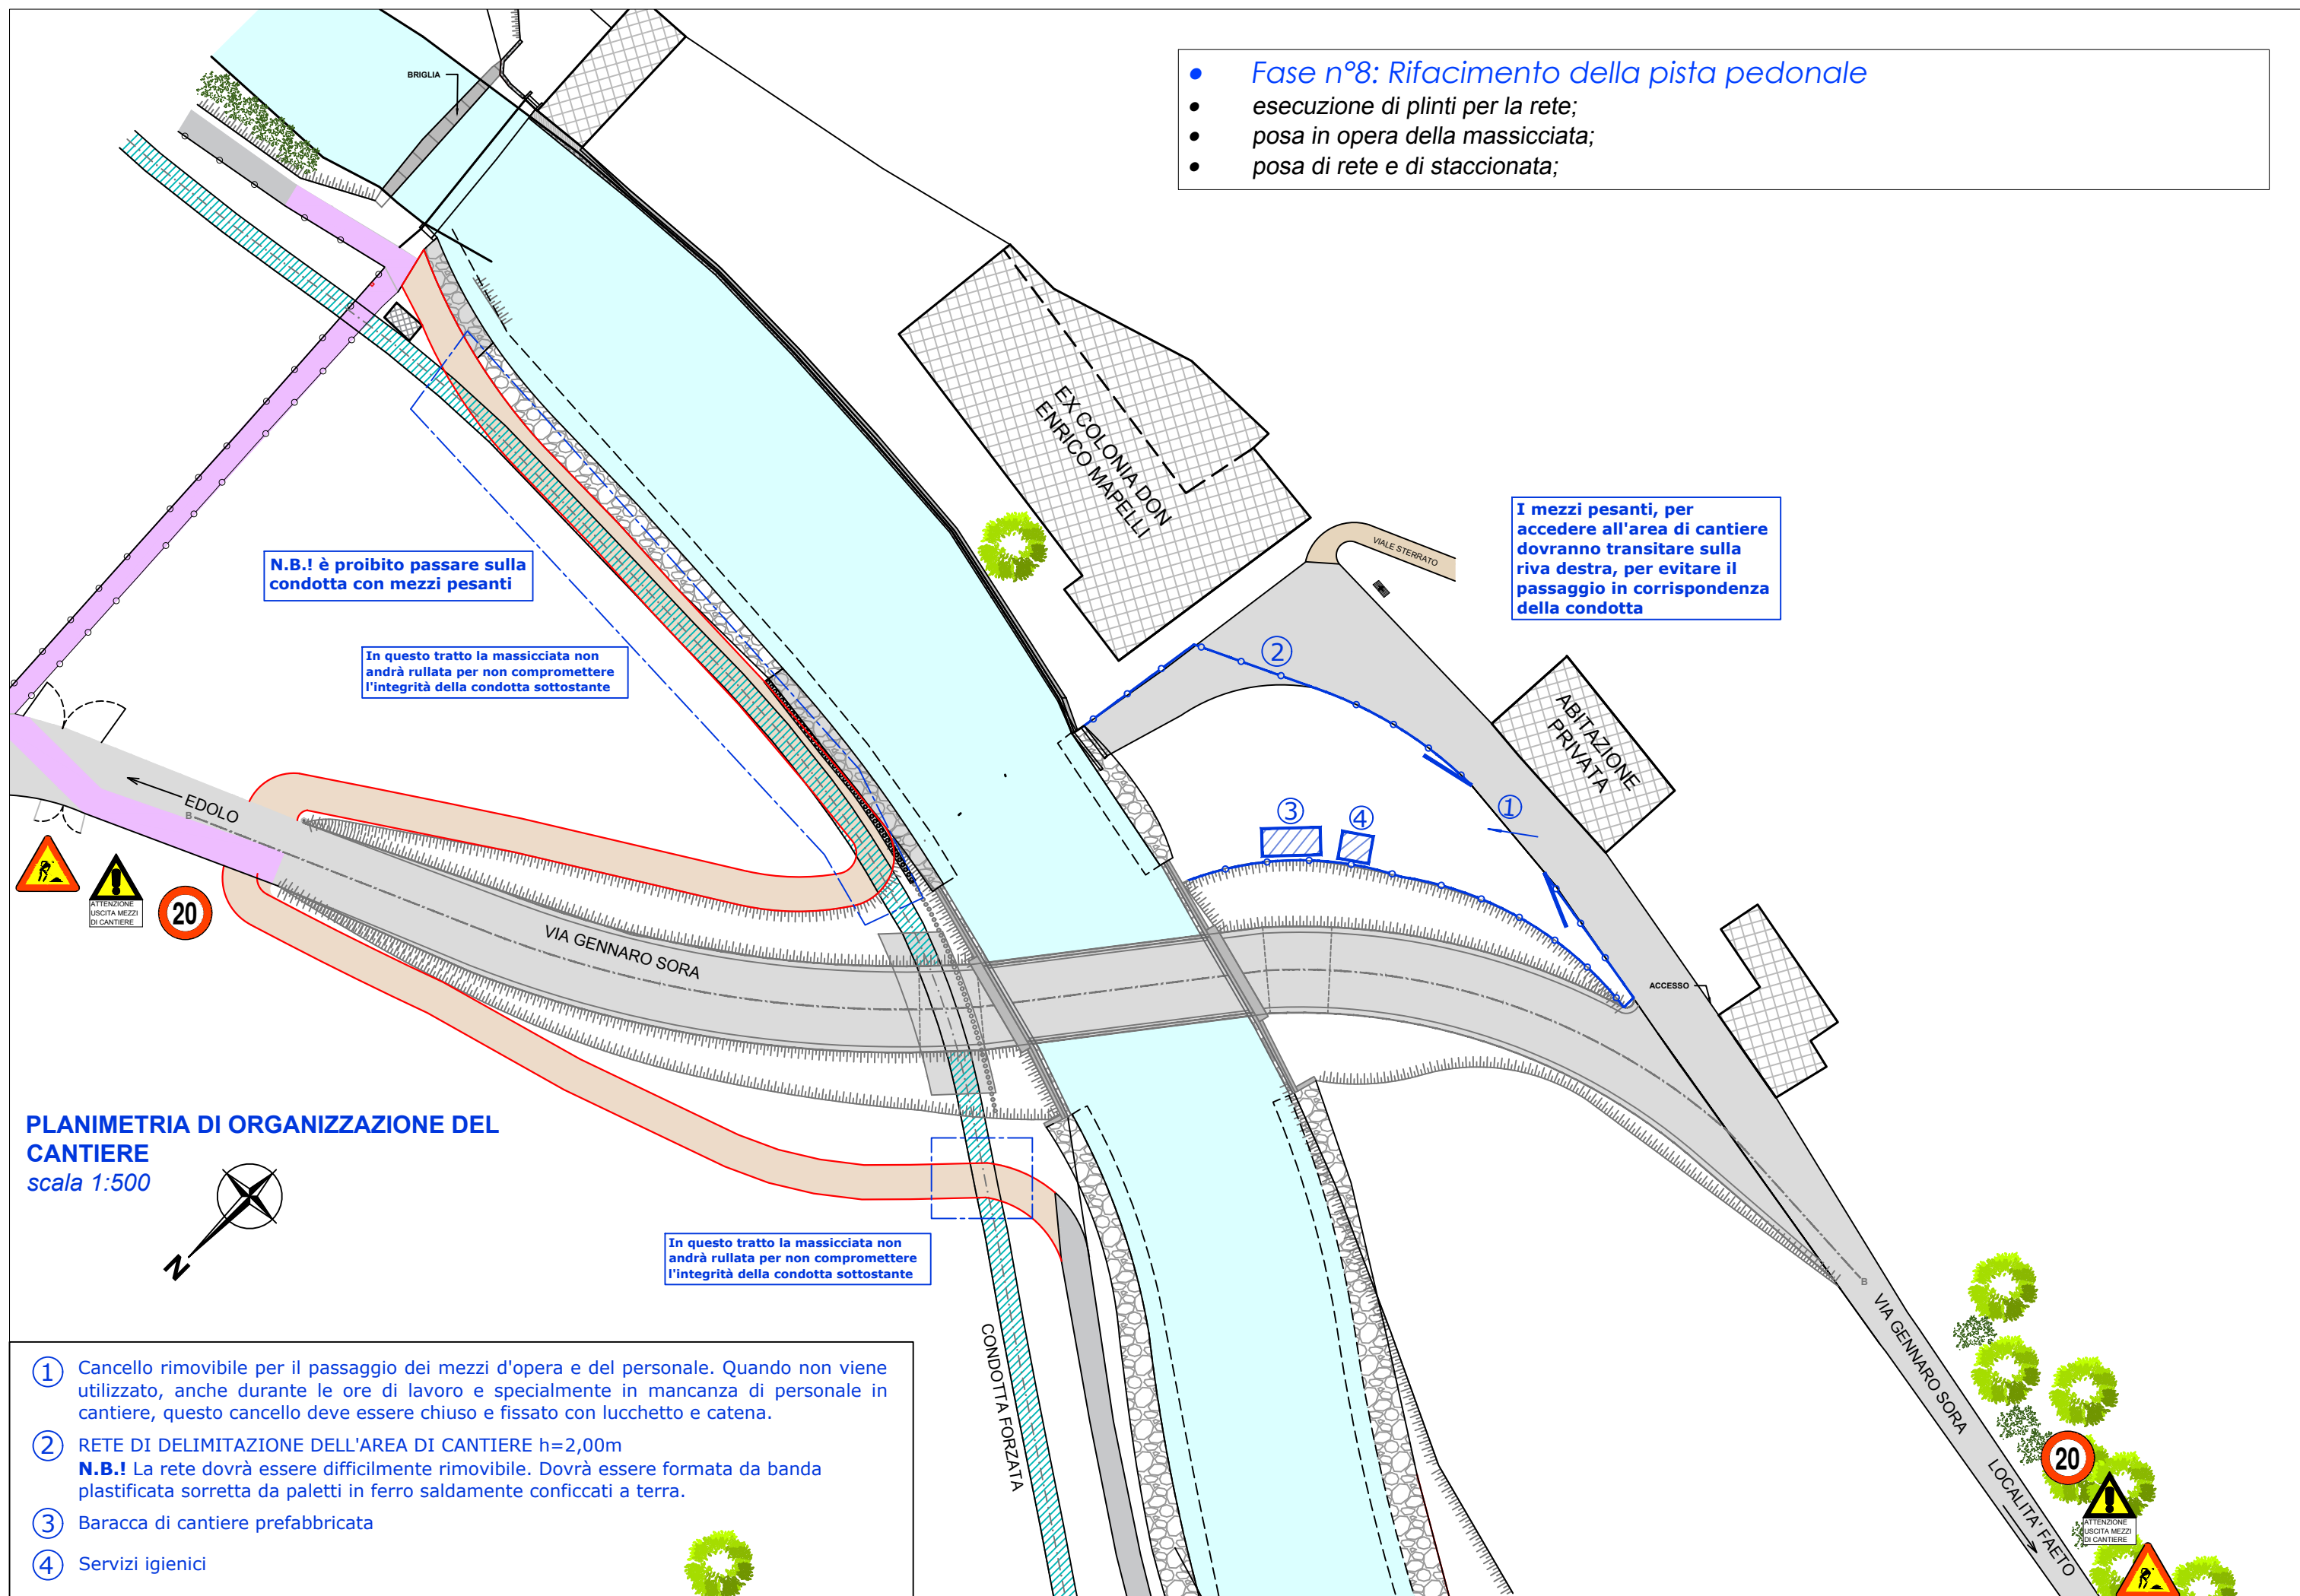 BRIGLIA
• Fase n°8: Rifacimento della pista pedonale
• esecuzione di plinti per la rete;
• posa in opera della massicciata;
• posa di rete e di staccionata;
EX COLONIA DON
ENRICO MAPELLI
VIALE STERRATO
I mezzi pesanti, per
accedere all'area di cantiere
dovranno transitare sulla
riva destra, per evitare il
passaggio in corrispondenza
della condotta
N.B.! è proibito passare sulla
condotta con mezzi pesanti
In questo tratto la massicciata non
andrà rullata per non compromettere
l'integrità della condotta sottostante
2
ABITAZIONE
PRIVATA
1
3
4
EDOLO
B
ATTENZIONE
USCITA MEZZI
DI CANTIERE
20
VIA GENNARO SORA
ACCESSO
PLANIMETRIA DI ORGANIZZAZIONE DEL
CANTIERE
scala 1:500
N
In questo tratto la massicciata non
andrà rullata per non compromettere
l'integrità della condotta sottostante
CONDOTTA FORZATA
B
VIA GENNARO SORA
LOCALITA' FAETO
20
ATTENZIONE
USCITA MEZZI
DI CANTIERE
1 Cancello rimovibile per il passaggio dei mezzi d'opera e del personale. Quando non viene
utilizzato, anche durante le ore di lavoro e specialmente in mancanza di personale in
cantiere, questo cancello deve essere chiuso e fissato con lucchetto e catena.
2 RETE DI DELIMITAZIONE DELL'AREA DI CANTIERE h=2,00m
N.B.! La rete dovrà essere difficilmente rimovibile. Dovrà essere formata da banda
plastificata sorretta da paletti in ferro saldamente conficcati a terra.
3 Baracca di cantiere prefabbricata
4 Servizi igienici